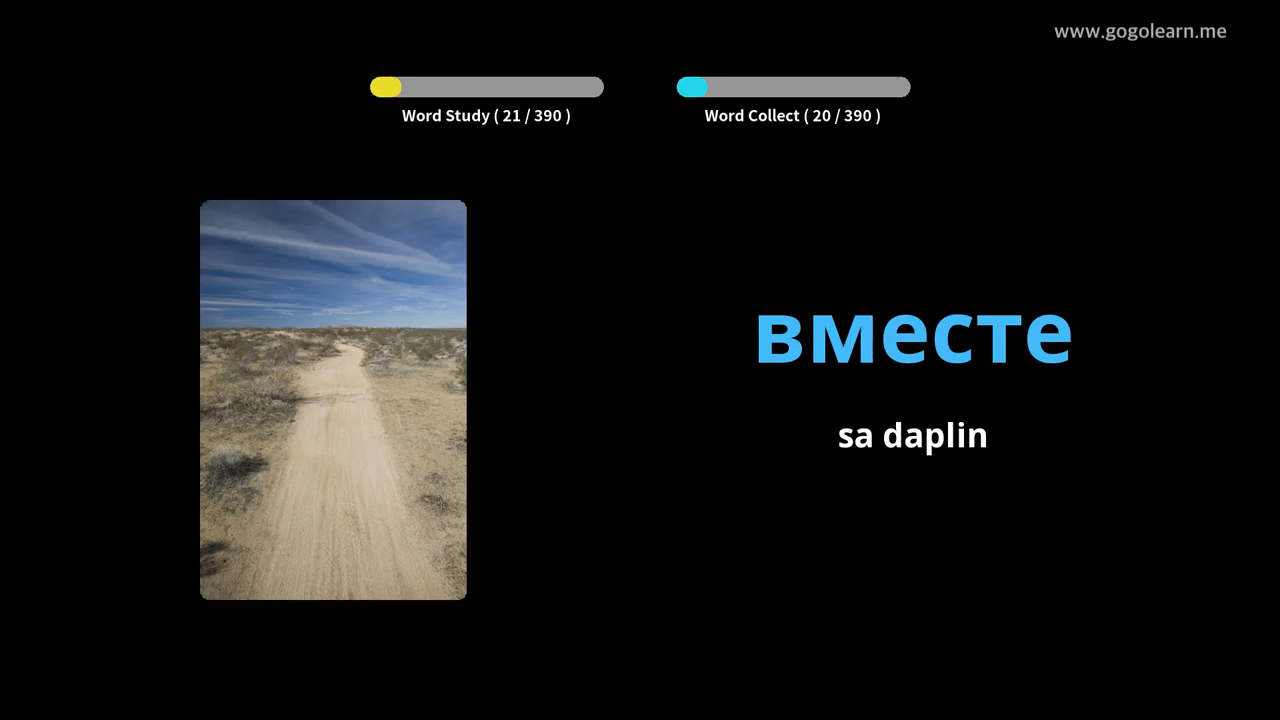 www.gogolearn.me
Word Study ( 21 / 390 )
Word Collect ( 20 / 390 )
вместе
sa daplin